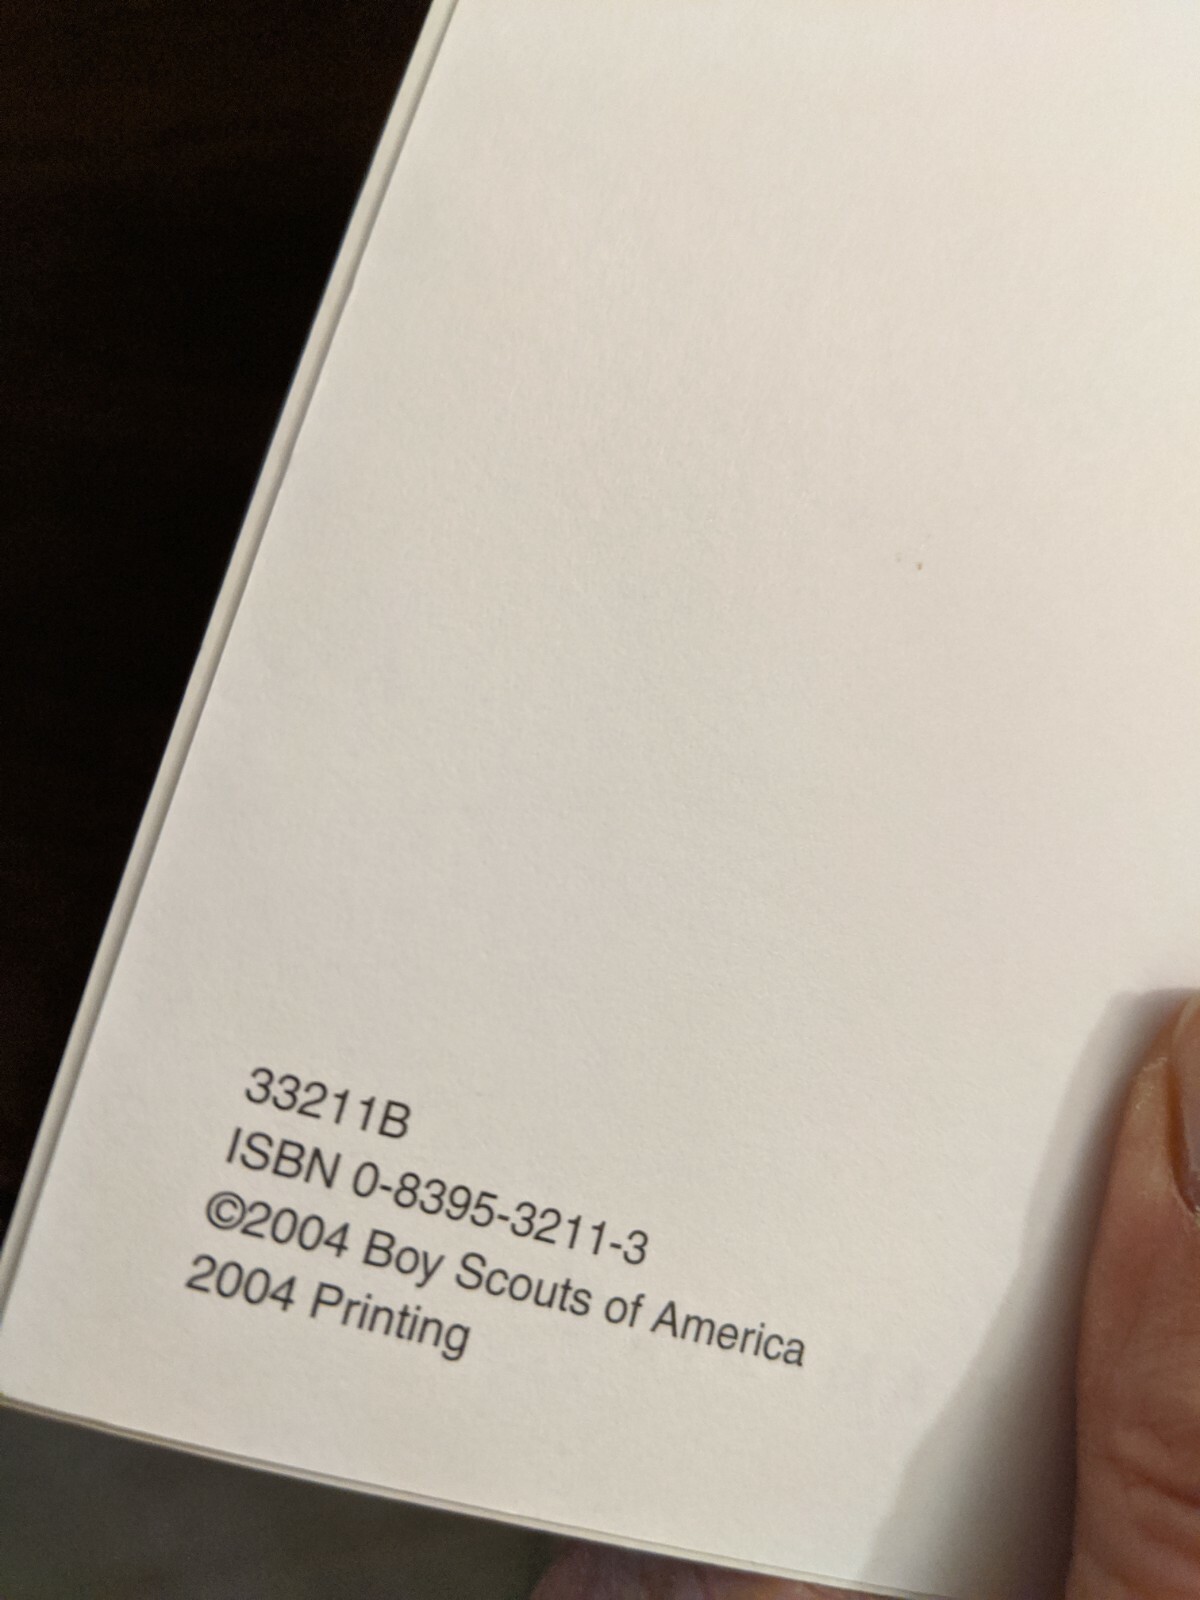 33211B
ISBN 0-8395-3211-3
©2004 Boy Scouts of America
2004 Printing